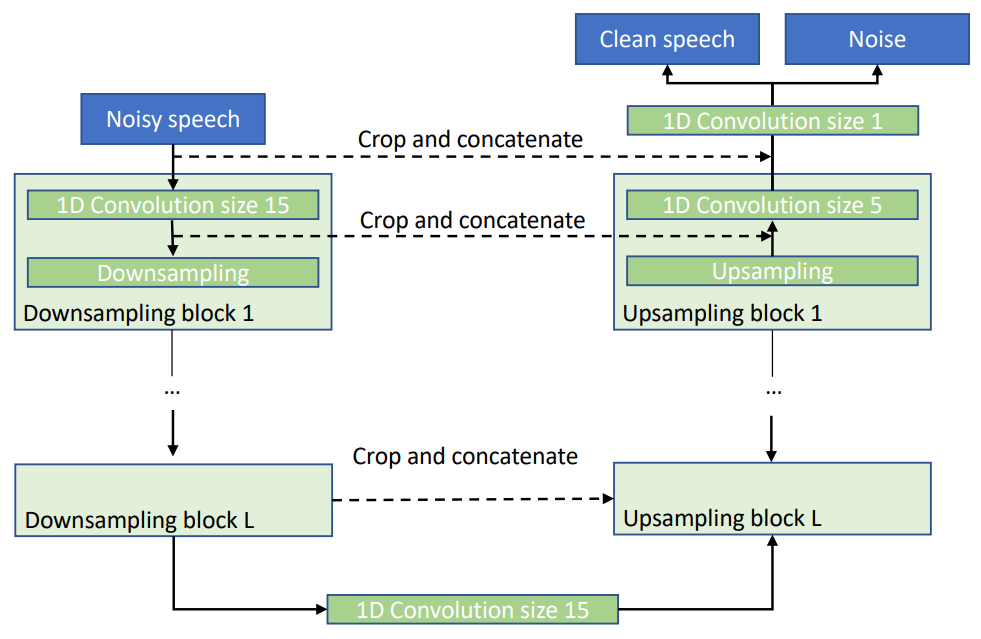 Clean speech
Noise
Noisy speech
1D Convolution size 1
Crop and concatenate
1D Convolution size 15
1D Convolution size 5
Crop and concatenate
Downsampling
Upsampling
Downsampling block 1
Upsampling block 1
...
...
Crop and concatenate
Downsampling block L
Upsampling block L
1D Convolution size 15